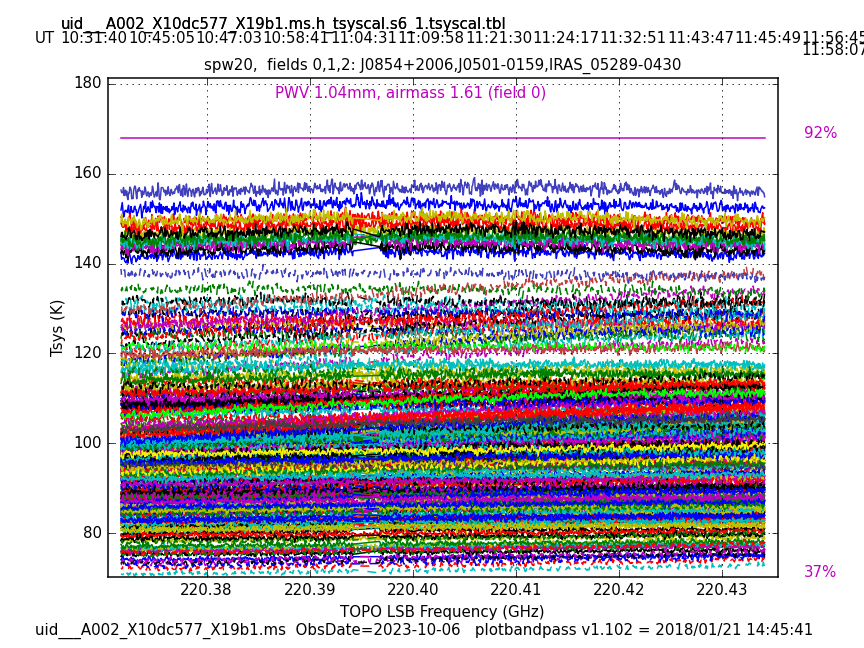 uid___A002_X10dc577_X19b1.ms.h_tsyscal.s6_1.tsyscal.tbl
UT 10:31:40 10:45:05 10:47:03 10:58:41 11:04:31 11:09:58 11:21:30 11:24:17 11:32:51 11:43:47 11:45:49 11:56:45
11:58:07
spw20, fields 0,1,2: J0854+2006,J0501-0159,IRAS_05289-0430
PWV 1.04mm, airmass 1.61 (field 0)
180
92%
160
140
Tsys (K)
120
100
80
37%
220.38 220.39 220.40 220.41 220.42 220.43
TOPO LSB Frequency (GHz)
uid___A002_X10dc577_X19b1.ms ObsDate=2023-10-06 plotbandpass v1.102 = 2018/01/21 14:45:41